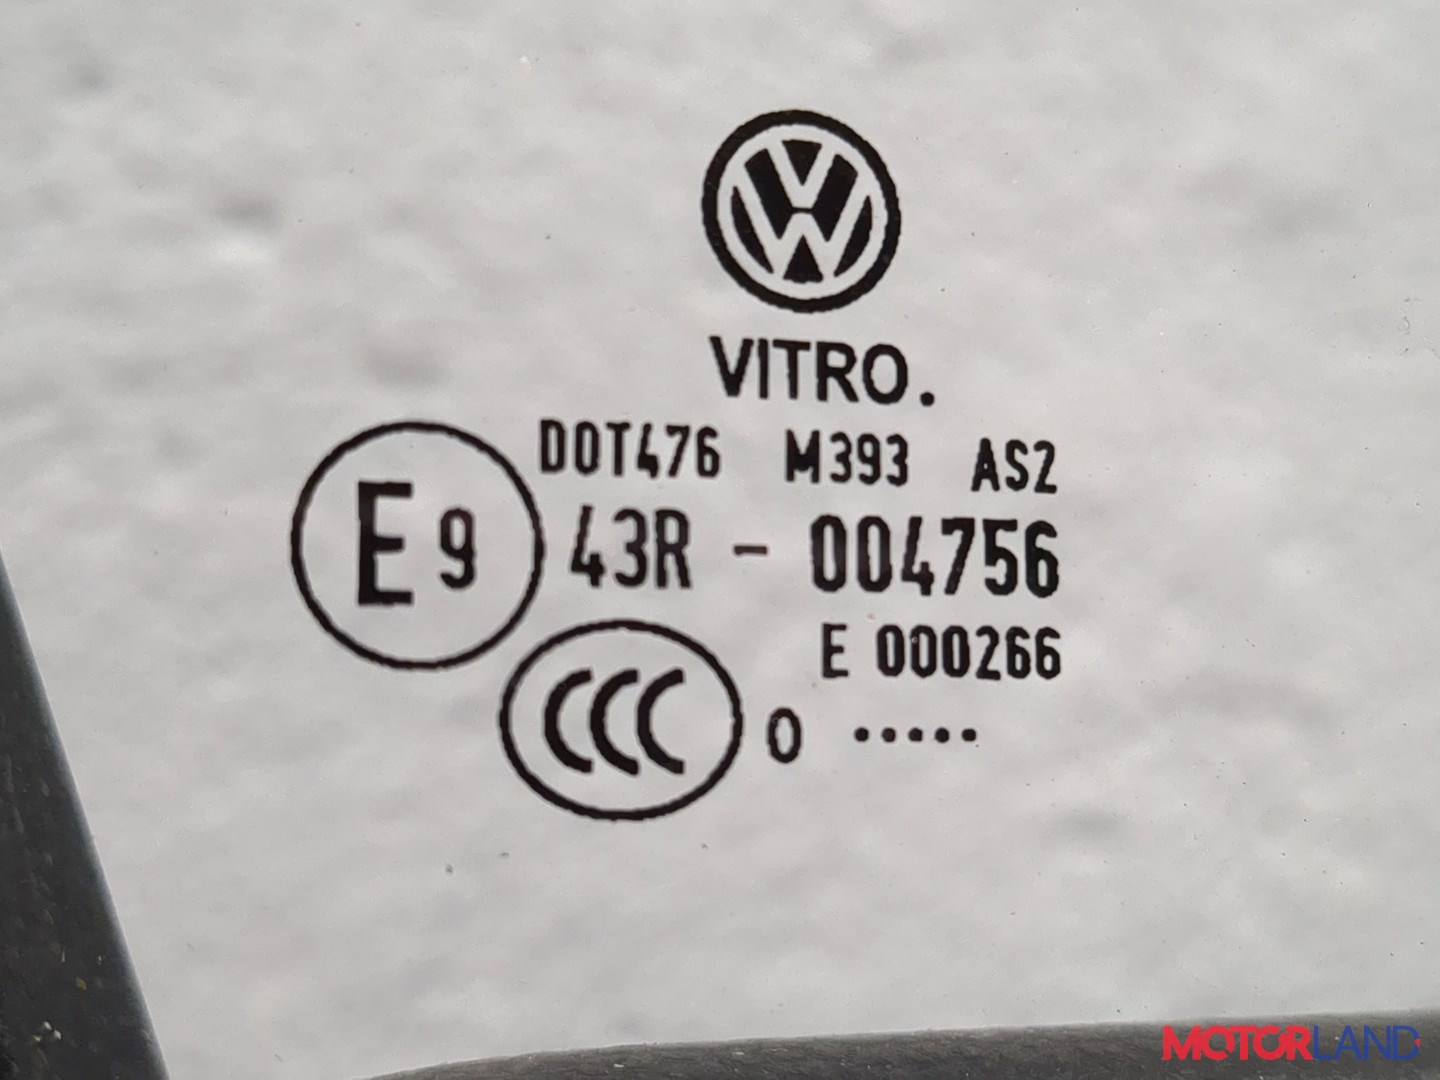 VITRO.
DOT476 M393 AS2
E9 43R - 004756
E 000266
CCC 0 •••••
MOTORLAND